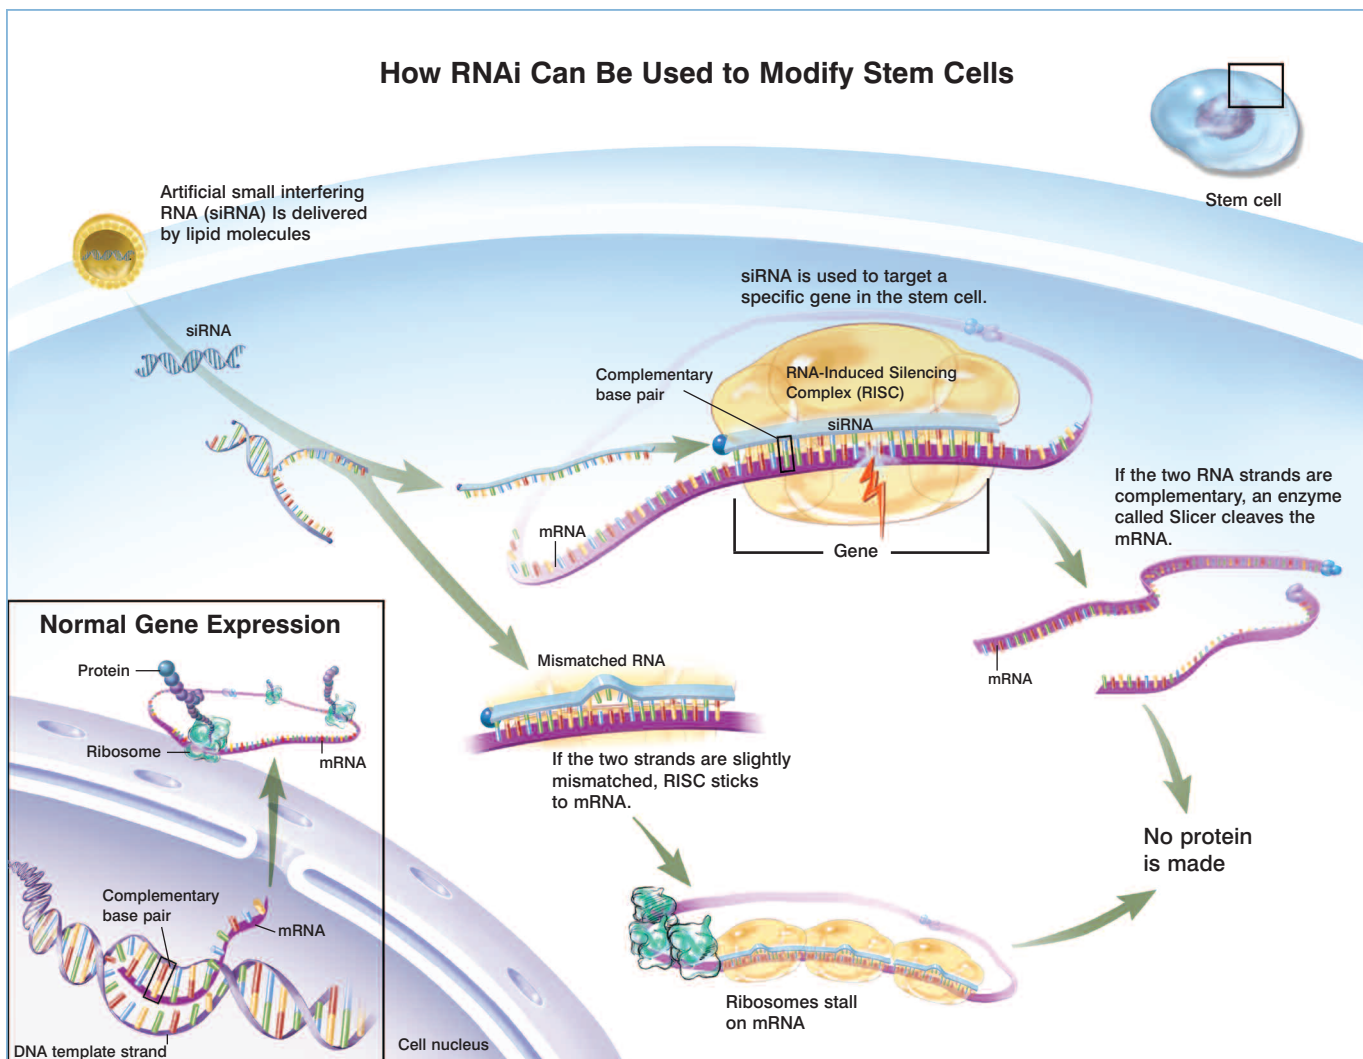 How RNAi Can Be Used to Modify Stem Cells
Stem cell
Artificial small interfering
RNA (siRNA) Is delivered
by lipid molecules
siRNA
siRNA is used to target a
specific gene in the stem cell.
Complementary
base pair
RNA-Induced Silencing
Complex (RISC)
siRNA
mRNA
Gene
If the two RNA strands are
complementary, an enzyme
called Slicer cleaves the
mRNA.
mRNA
Mismatched RNA
If the two strands are slightly
mismatched, RISC sticks
to mRNA.
Ribosomes stall
on mRNA
No protein
is made
Normal Gene Expression
Protein
Ribosome
mRNA
Complementary
base pair
mRNA
DNA template strand
Cell nucleus